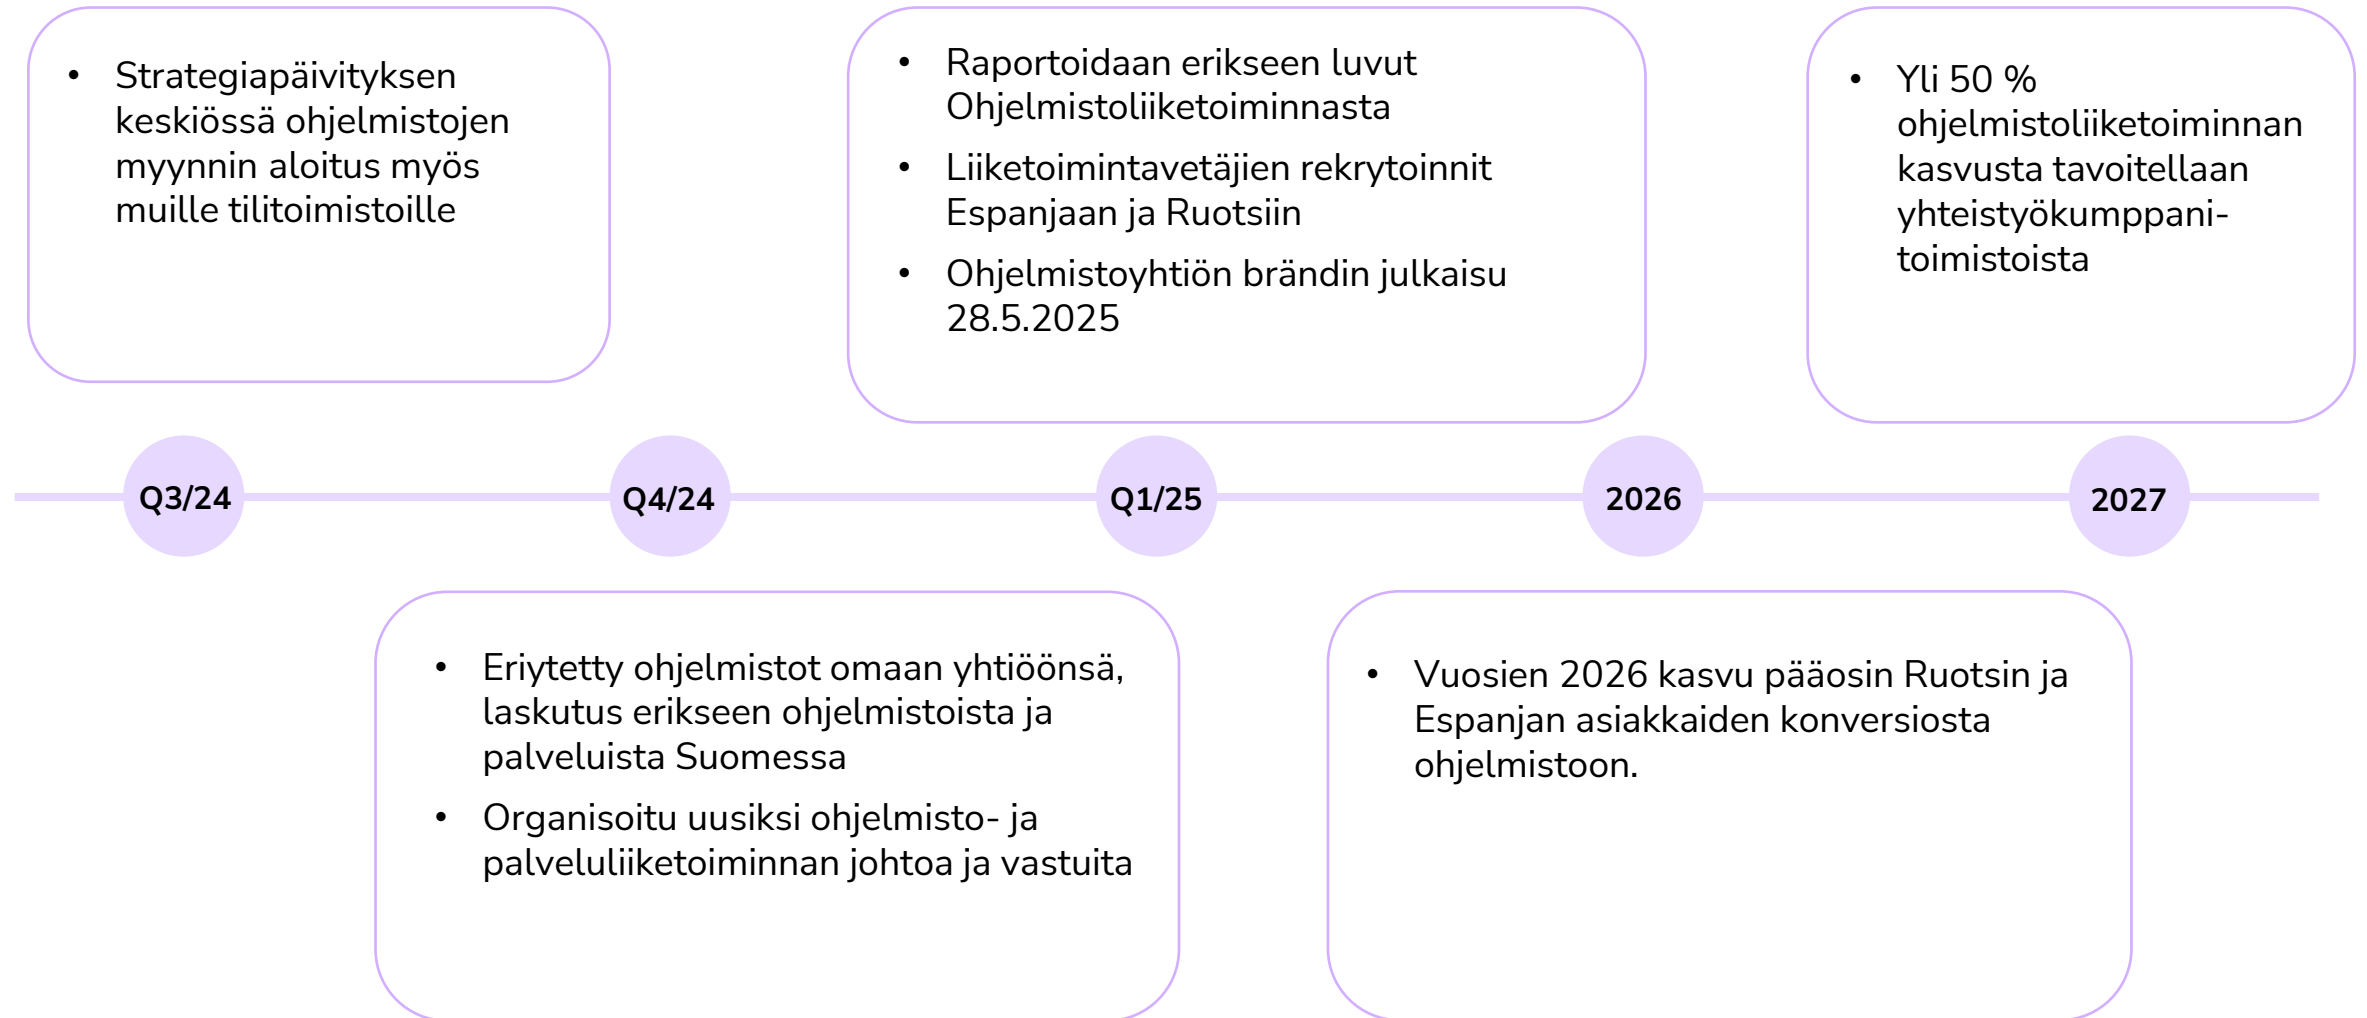 • Strategiapäivityksen
keskiössä ohjelmistojen
myynnin aloitus myös
muille tilitoimistoille
• Raportoidaan erikseen luvut
Ohjelmistoliiketoiminnasta
• Liiketoimintavetäjien rekrytoinnit
Espanjaan ja Ruotsiin
• Ohjelmistoyhtiön brändin julkaisu
28.5.2025
• Yli 50 %
ohjelmistoliiketoiminnan
kasvusta tavoitellaan
yhteistyökumppani-
toimistoista
Q3/24
Q4/24
Q1/25
2026
2027
• Eriytetty ohjelmistot omaan yhtiöönsä,
laskutus erikseen ohjelmistoista ja
palveluista Suomessa
• Organisoitu uusiksi ohjelmisto- ja
palveluliiketoiminnan johtoa ja vastuita
• Vuosien 2026 kasvu pääosin Ruotsin ja
Espanjan asiakkaiden konversiosta
ohjelmistoon.